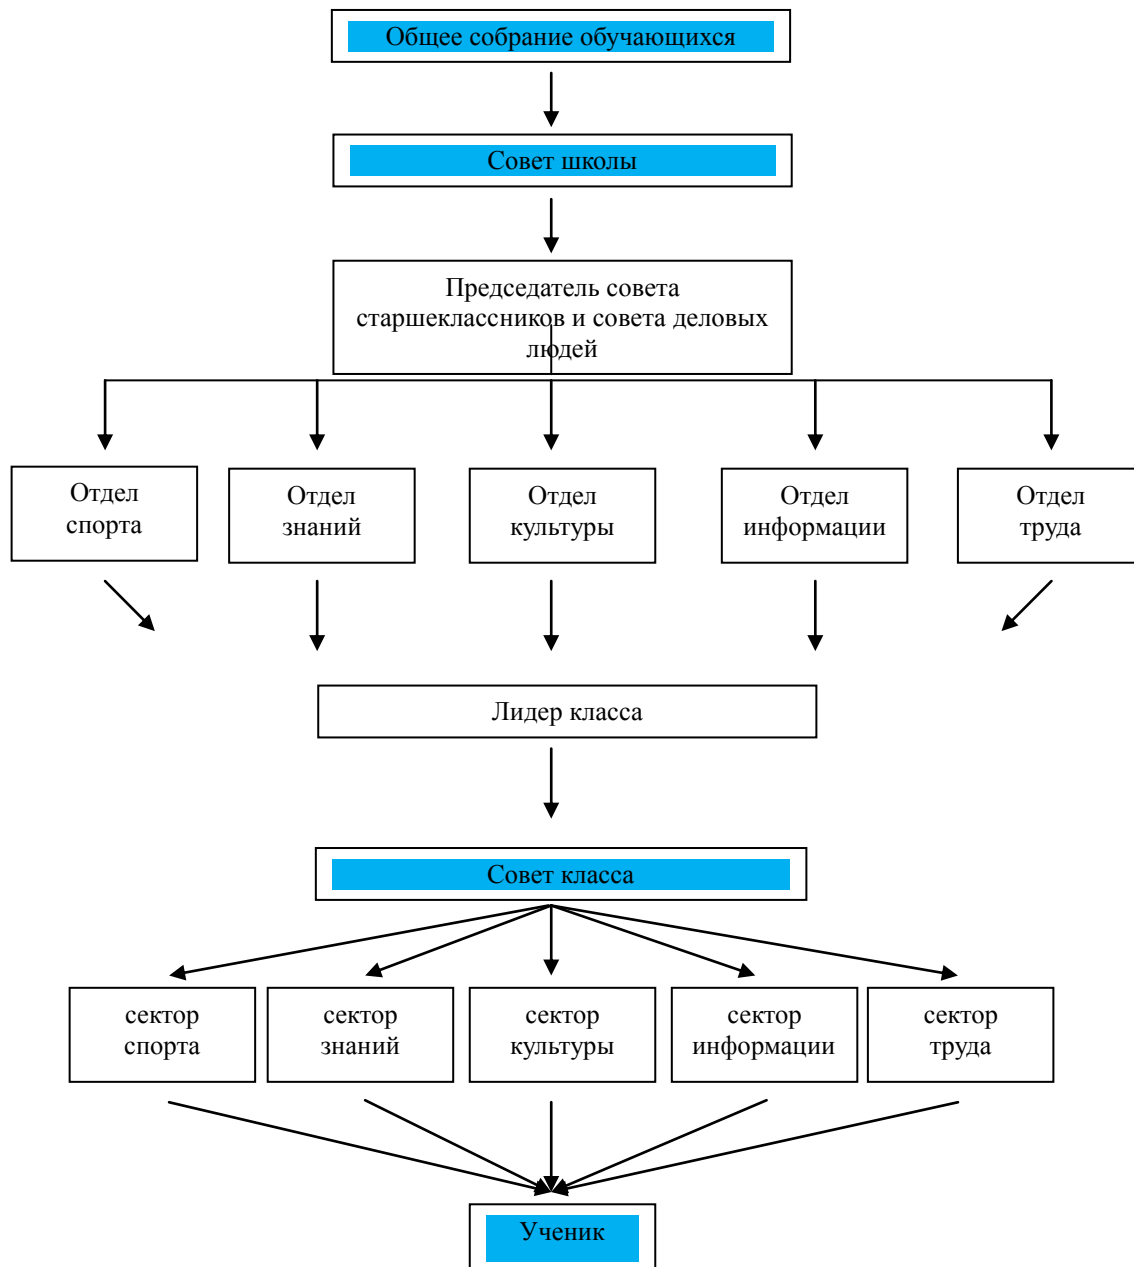 Общее собрание обучающихся
Совет школы
Председатель совета
старшеклассников и совета деловых
людей
Отдел
спорта
Отдел
знаний
Отдел
культуры
Отдел
информации
Отдел
труда
Лидер класса
Совет класса
сектор
спорта
сектор
знаний
сектор
культуры
сектор
информации
сектор
труда
Ученик